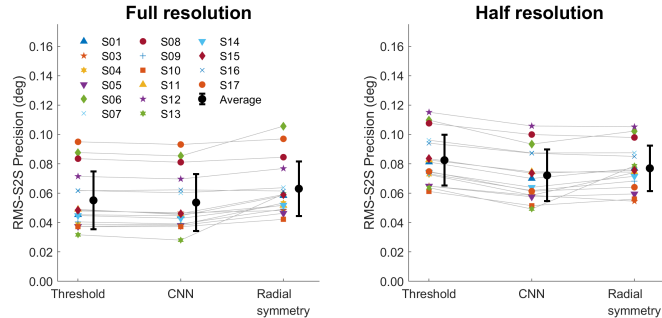 Full resolution
RMS-S2S Precision (deg)
0.16
0.14
0.12
0.10
0.08
0.06
0.04
0.02
0.00
S01
S03
S04
S05
S06
S07
S08
S09
S10
S11
S12
S13
S14
S15
S16
S17
Average
Threshold
CNN
Radial
symmetry
Half resolution
RMS-S2S Precision (deg)
0.16
0.14
0.12
0.10
0.08
0.06
0.04
0.02
0.00
Threshold
CNN
Radial
symmetry